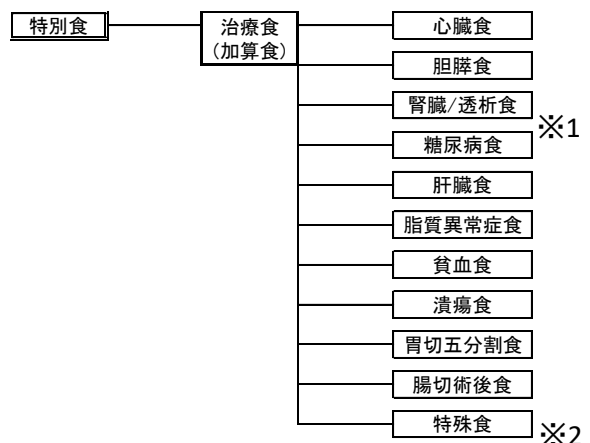 特別食
治療食
(加算食)
心臓食
胆膵食
腎臓/透析食
※1
糖尿病食
肝臓食
脂質異常症食
貧血食
潰瘍食
胃切五分割食
腸切術後食
特殊食
※2